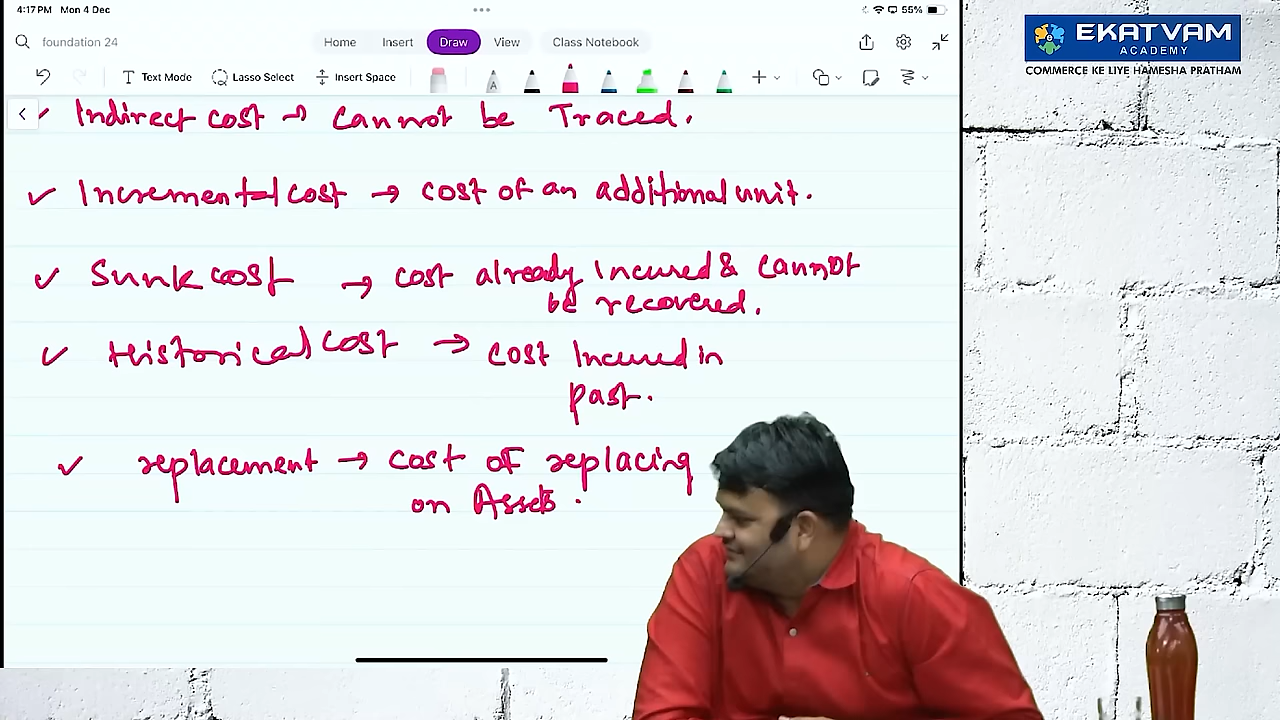 4:17 PM Mon 4 Dec
55%
foundation 24
Home Insert Draw View Class Notebook
Text Mode Lasso Select Insert Space
EKATVAM
ACADEMY
COMMERCE KE LIYE HAMESHA PRATHAM
✓ Indirect cost → cannot be Traced.
✓ Incremental cost → cost of an additional unit.
✓ Sunk cost → cost already Incured & cannot
be recovered.
✓ Historical cost → cost Incured in
past.
✓ replacement → cost of replacing
on Assets.